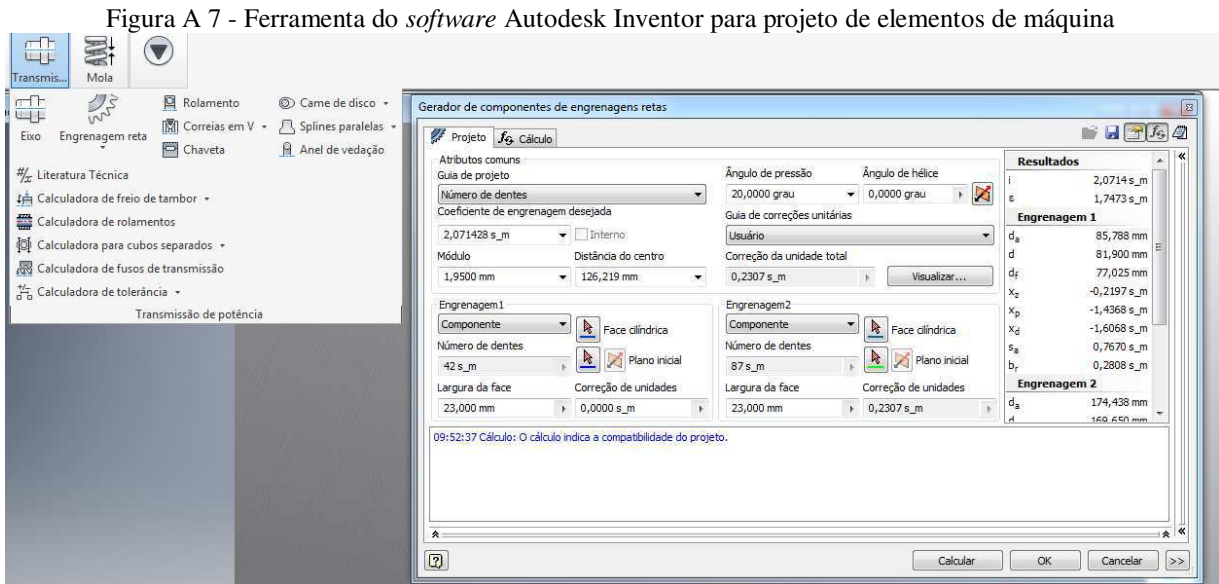 Figura A 7 - Ferramenta do software Autodesk Inventor para projeto de elementos de máquina
Transmis... Mola
Eixo Engrenagem reta
Rolamento
Correias em V
Chaveta
Came de disco
Splines paralelas
Anel de vedação
Literatura Técnica
Calculadora de freio de tambor
Calculadora de rolamentos
Calculadora para cubos separados
Calculadora de fusos de transmissão
Calculadora de tolerância
Transmissão de potência
Gerador de componentes de engrenagens retas
Projeto Cálculo
Atributos comuns
Guia de projeto
Número de dentes
Ângulo de pressão Ângulo de hélice
20,0000 grau 0,0000 grau
Coeficiente de engrenagem desejada
2,071428 s_m Interno
Guia de correções unitárias
Usuário
Módulo Distância do centro
1,9500 mm 126,219 mm
Correção da unidade total
0,2307 s_m Visualizar...
Engrenagem1
Componente Face cilíndrica
Número de dentes Plano inicial
42 s_m
Largura da face Correção de unidades
23,000 mm 0,0000 s_m
Engrenagem2
Componente Face cilíndrica
Número de dentes Plano inicial
87 s_m
Largura da face Correção de unidades
23,000 mm 0,2307 s_m
Resultados
i 2,0714 s_m
ε 1,7473 s_m
Engrenagem 1
da 85,788 mm
d 81,900 mm
df 77,025 mm
xz -0,2197 s_m
xp -1,4368 s_m
xd -1,6068 s_m
sa 0,7670 s_m
br 0,2808 s_m
Engrenagem 2
da 174,438 mm
d 169,650 mm
09:52:37 Cálculo: O cálculo indica a compatibilidade do projeto.
Calcular OK Cancelar >>